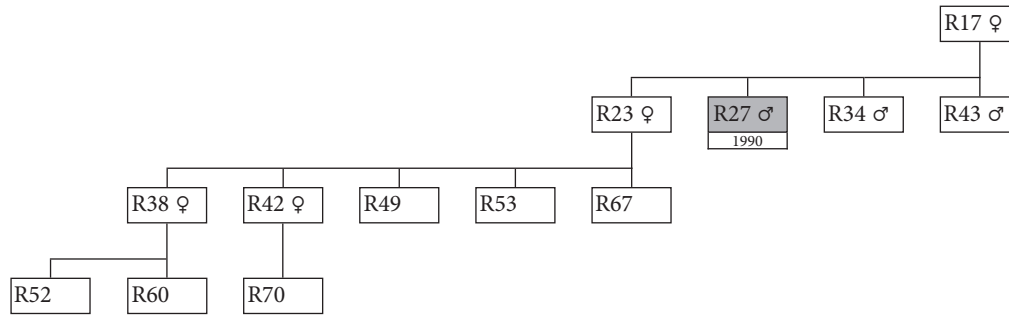 R17 ♀
R23 ♀
R27 ♂
R34 ♂
R43 ♂
1990
R38 ♀
R42 ♀
R49
R53
R67
R52
R60
R70